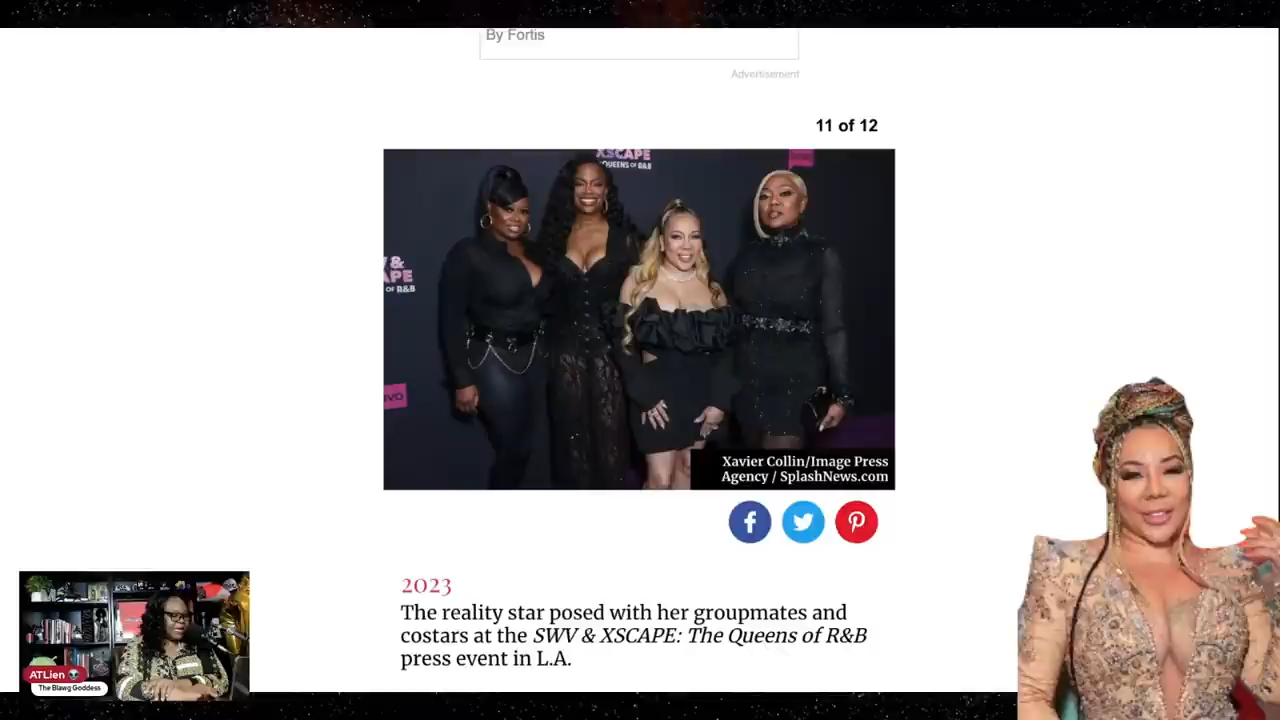 By Fortis
Advertisement
11 of 12
XSCAPE
QUEENS OF R&B
&
APE
OF R&B
Xavier Collin/Image Press
Agency / SplashNews.com
2023
The reality star posed with her groupmates and
costars at the SWV & XSCAPE: The Queens of R&B
press event in L.A.
ATLien
The Blawg Goddess